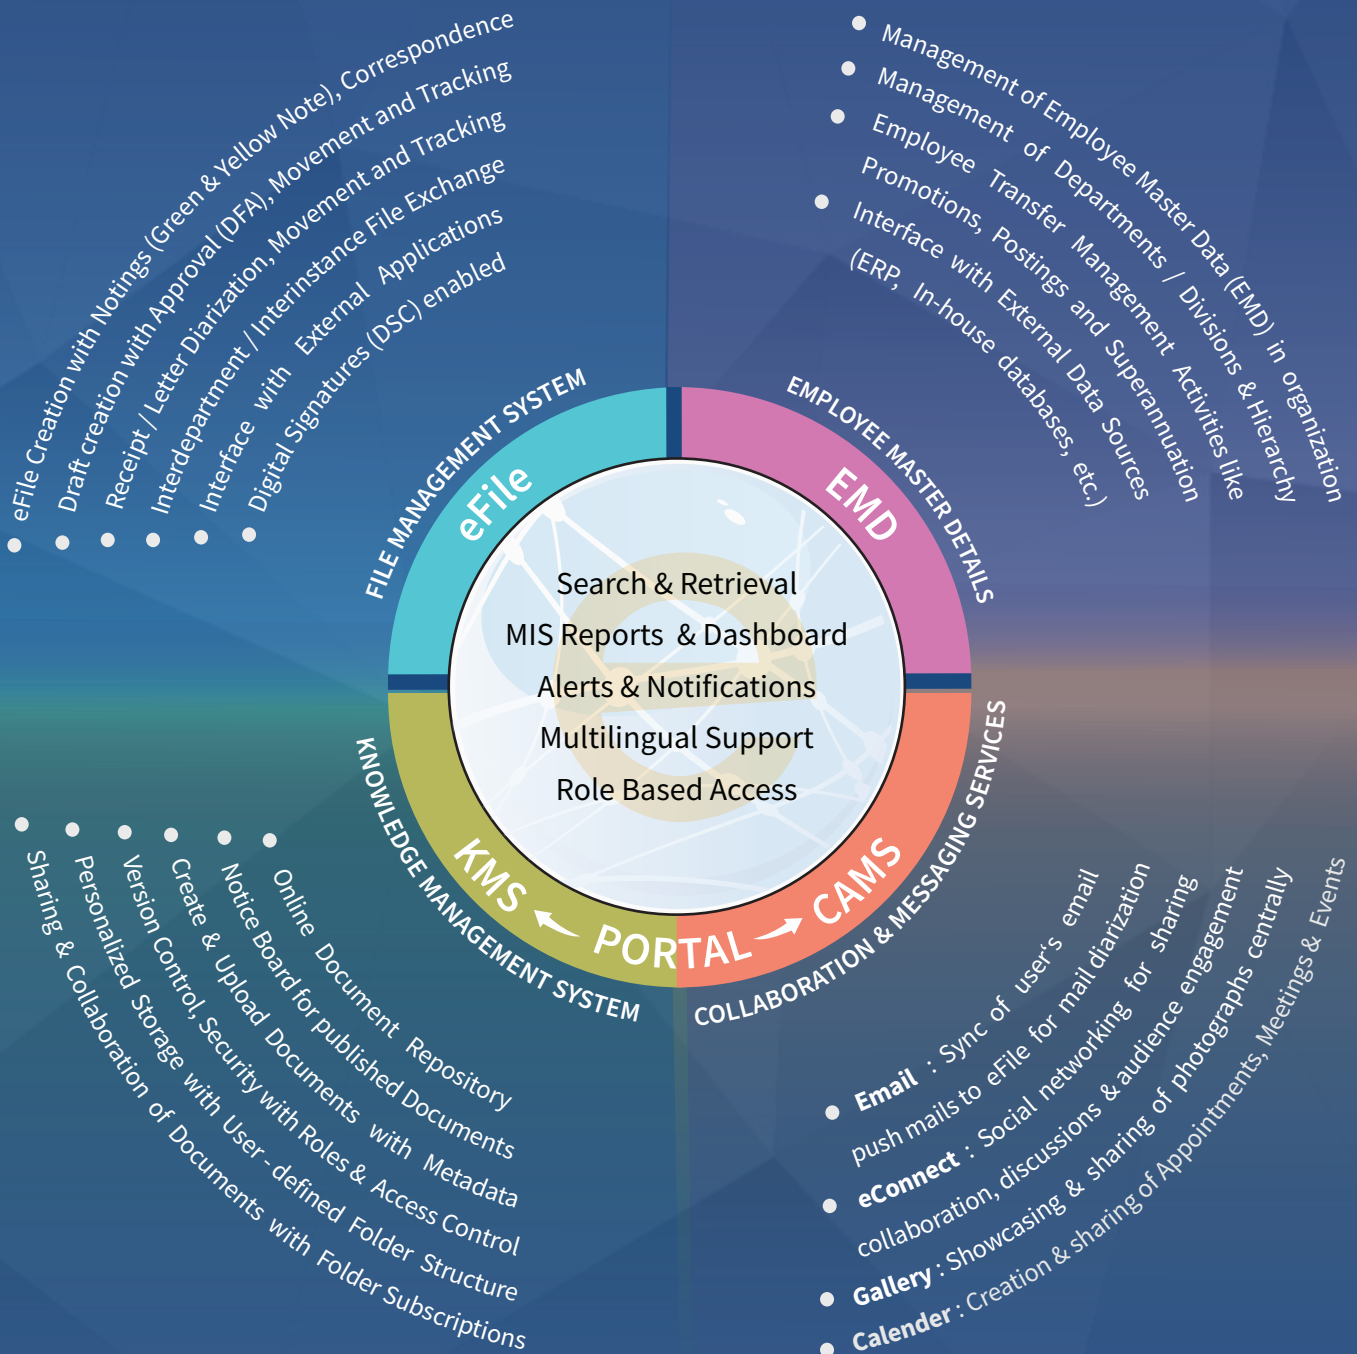 eFile Creation with Notings (Green & Yellow Note), Correspondence
Draft creation with Approval (DFA), Movement and Tracking
Receipt / Letter Diarization, Movement and Tracking
Interdepartment / Interinstance File Exchange
Interface with External Applications
Digital Signatures (DSC) enabled
Management of Employee Master Data (EMD) in organization
Management of Departments / Divisions & Hierarchy
Employee Transfer Management Activities like
Promotions, Postings and Superannuation
Interface with External Data Sources
(ERP, In-house databases, etc.)
FILE MANAGEMENT SYSTEM
eFile
EMPLOYEE MASTER DETAILS
EMD
Search & Retrieval
MIS Reports & Dashboard
Alerts & Notifications
Multilingual Support
Role Based Access
e
KMS
PORTAL
CAMS
KNOWLEDGE MANAGEMENT SYSTEM
COLLABORATION & MESSAGING SERVICES
Online Document Repository
Notice Board for published Documents
Create & Upload Documents with Metadata
Version Control, Security with Roles & Access Control
Personalized Storage with User - defined Folder Structure
Sharing & Collaboration of Documents with Folder Subscriptions
Email : Sync of user‘s email
push mails to eFile for mail diarization
eConnect : Social networking for sharing
collaboration, discussions & audience engagement
Gallery : Showcasing & sharing of photographs centrally
Calender : Creation & sharing of Appointments, Meetings & Events